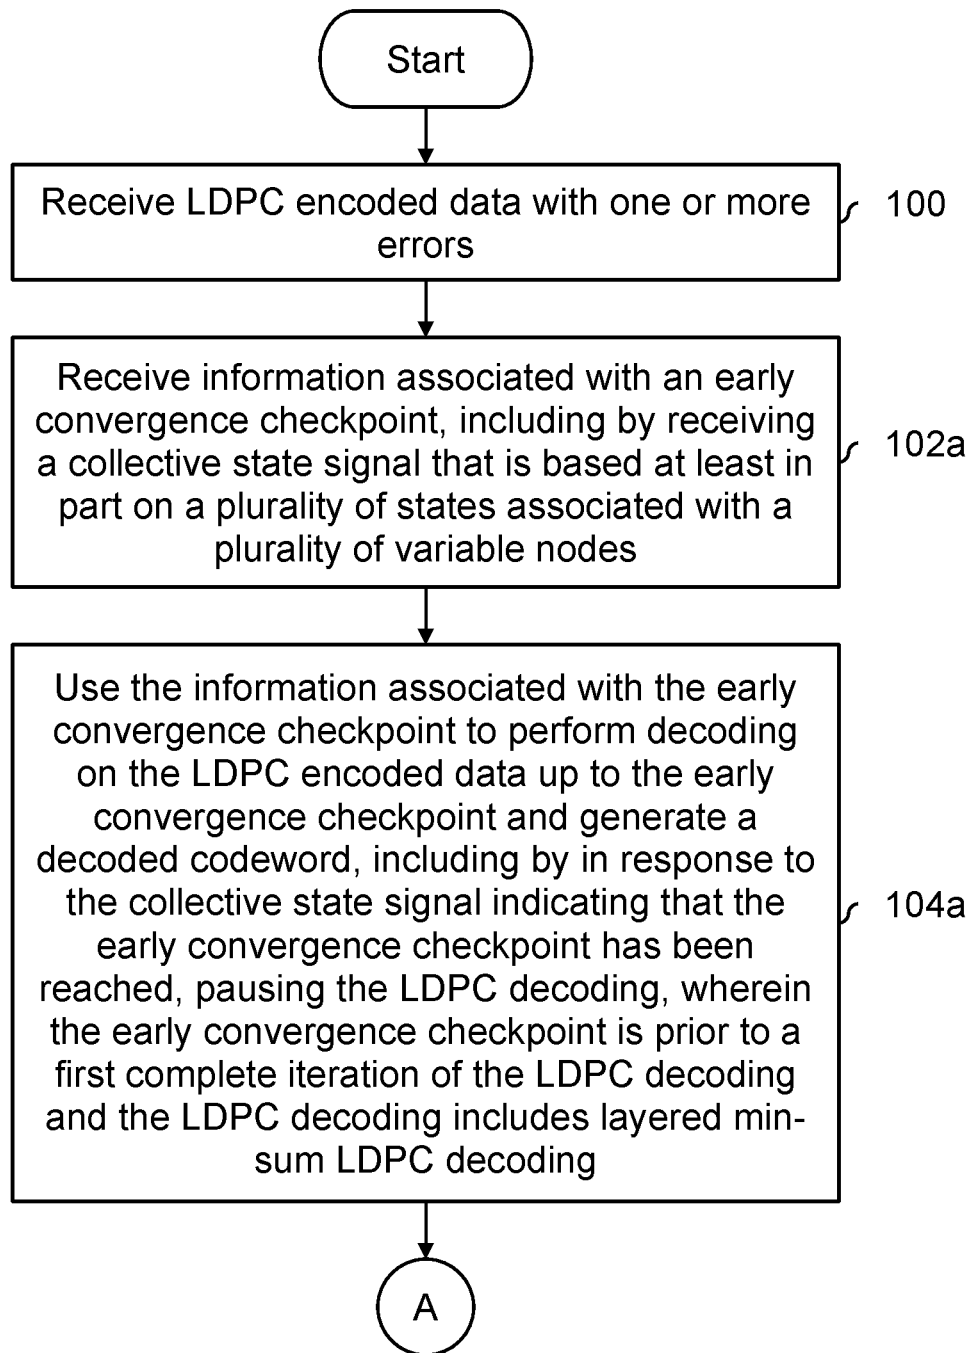 Start
Receive LDPC encoded data with one or more
errors
100
Receive information associated with an early
convergence checkpoint, including by receiving
a collective state signal that is based at least in
part on a plurality of states associated with a
plurality of variable nodes
102a
Use the information associated with the early
convergence checkpoint to perform decoding
on the LDPC encoded data up to the early
convergence checkpoint and generate a
decoded codeword, including by in response to
the collective state signal indicating that the
early convergence checkpoint has been
reached, pausing the LDPC decoding, wherein
the early convergence checkpoint is prior to a
first complete iteration of the LDPC decoding
and the LDPC decoding includes layered min-
sum LDPC decoding
104a
A